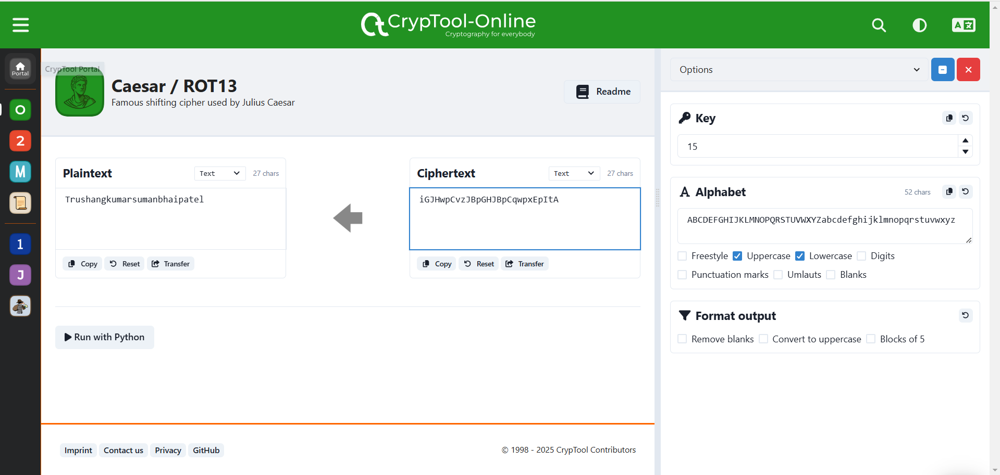 CrypTool-Online
Cryptography for everybody
Portal
CrypTool Portal
2
M
1
J
Caesar / ROT13
Famous shifting cipher used by Julius Caesar
Readme
Plaintext
Text
27 chars
Trushangkumarsumanbhaipatel
Copy
Reset
Transfer
Ciphertext
Text
27 chars
iGJHwpCvzJBpGHJBpCqwpxEpItA
Copy
Reset
Transfer
Run with Python
Imprint
Contact us
Privacy
GitHub
© 1998 - 2025 CrypTool Contributors
Options
Key
15
Alphabet
52 chars
ABCDEFGHIJKLMNOPQRSTUVWXYZabcdefghijklmnopqrstuvwxyz
Freestyle Uppercase Lowercase Digits
Punctuation marks Umlauts Blanks
Format output
Remove blanks Convert to uppercase Blocks of 5